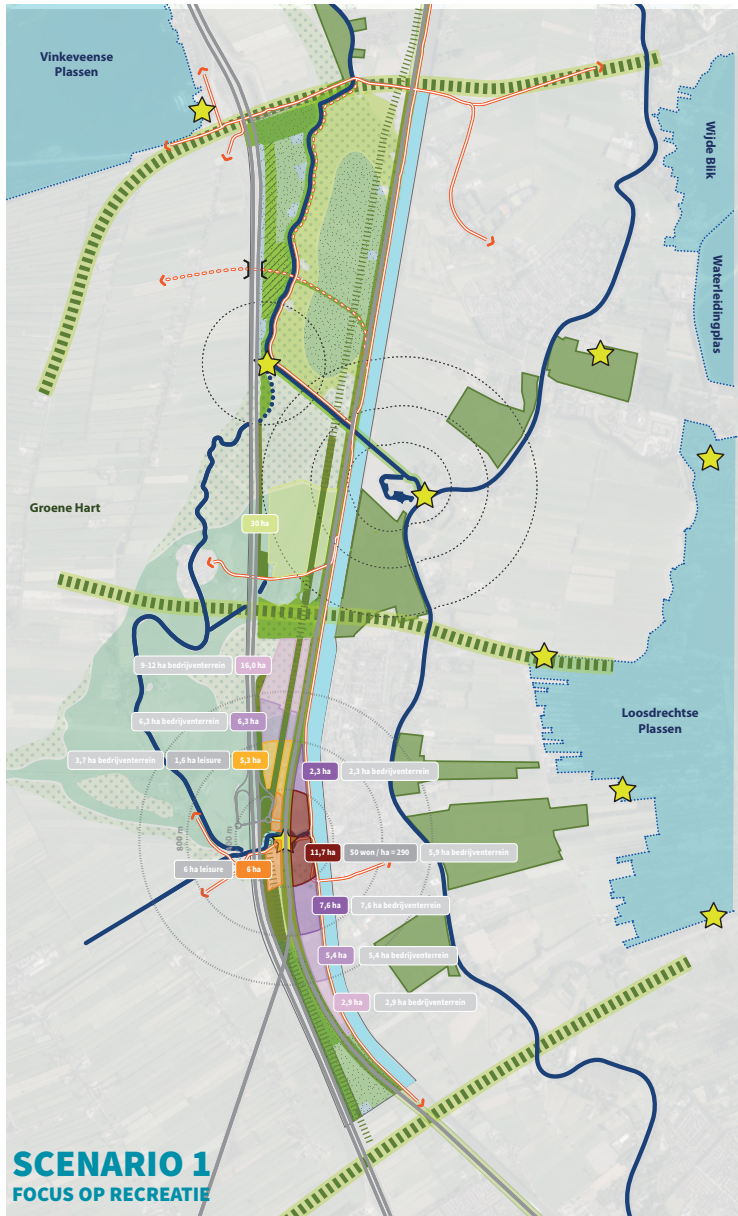 Vinkeveense
Plassen
Wijde Blik
Waterleidingplas
Groene Hart
30 ha
9-12 ha bedrijventerrein 16,0 ha
6,3 ha bedrijventerrein 6,3 ha
Loosdrechtse
Plassen
3,7 ha bedrijventerrein 1,6 ha leisure 5,3 ha
2,3 ha 2,3 ha bedrijventerrein
800 m
11,7 ha 50 won / ha = 290 5,9 ha bedrijventerrein
6 ha leisure 6 ha
7,6 ha 7,6 ha bedrijventerrein
5,4 ha 5,4 ha bedrijventerrein
2,9 ha 2,9 ha bedrijventerrein
SCENARIO 1
FOCUS OP RECREATIE